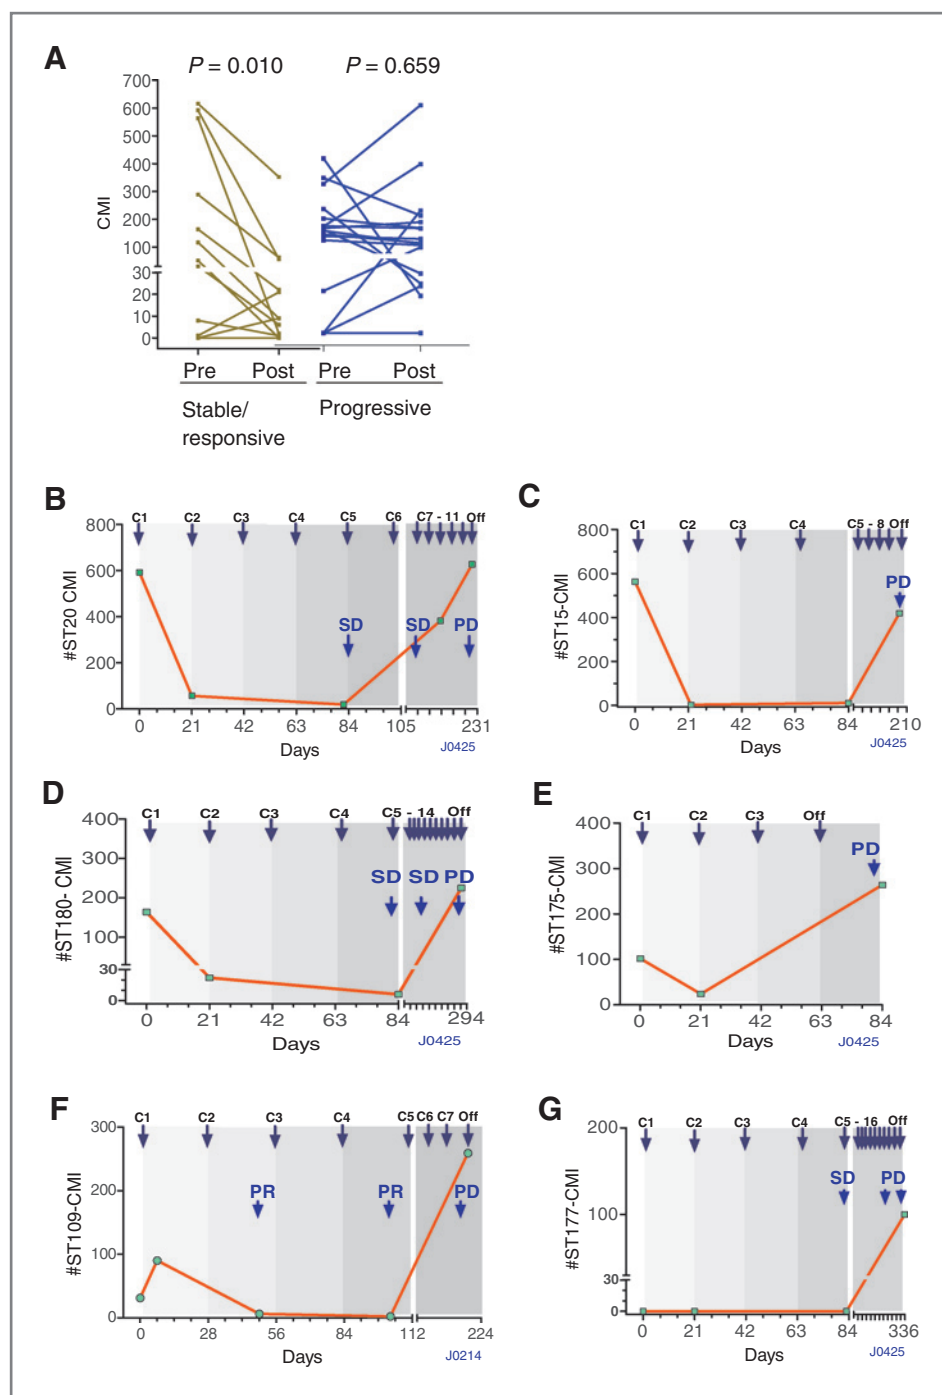 A
P = 0.010 P = 0.659
700
600
500
400
300
200
100
30
20
10
0
CMI
Pre Post Pre Post
Stable/ Progressive
responsive
B
C1 C2 C3 C4 C5 C6 C7 - 11 Off
800
600
400
200
0
#ST20 CMI
SD SD PD
0 21 42 63 84 105 231
Days
J0425
C
C1 C2 C3 C4 C5 - 8 Off
800
600
400
200
0
#ST15-CMI
PD
0 21 42 63 84 210
Days
J0425
D
C1 C2 C3 C4 C5 - 14 Off
400
300
200
100
30
0
#ST180- CMI
SD SD PD
0 21 42 63 84 294
Days
J0425
E
C1 C2 C3 Off
400
300
200
100
0
#ST175-CMI
PD
0 21 42 63 84
Days
J0425
F
C1 C2 C3 C4 C5 C6 C7 Off
300
200
100
0
#ST109-CMI
PR PR PD
0 28 56 84 112 224
Days
J0214
G
C1 C2 C3 C4 C5 - 16 Off
200
100
30
0
#ST177-CMI
SD PD
0 21 42 63 84 336
Days
J0425